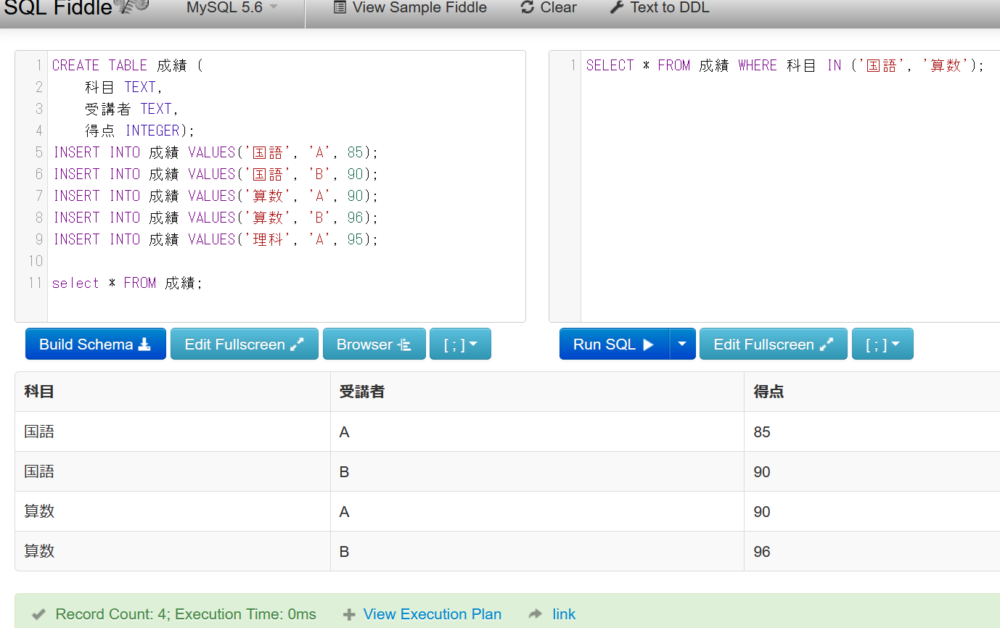 SQL Fiddle MySQL 5.6 View Sample Fiddle Clear Text to DDL
1 CREATE TABLE 成績 (
2 科目 TEXT,
3 受講者 TEXT,
4 得点 INTEGER);
5 INSERT INTO 成績 VALUES('国語', 'A', 85);
6 INSERT INTO 成績 VALUES('国語', 'B', 90);
7 INSERT INTO 成績 VALUES('算数', 'A', 90);
8 INSERT INTO 成績 VALUES('算数', 'B', 96);
9 INSERT INTO 成績 VALUES('理科', 'A', 95);
10
11 select * FROM 成績;
1 SELECT * FROM 成績 WHERE 科目 IN ('国語', '算数');
Build Schema Edit Fullscreen Browser [ ; ]
Run SQL Edit Fullscreen [ ; ]
科目 受講者 得点
国語 A 85
国語 B 90
算数 A 90
算数 B 96
Record Count: 4; Execution Time: 0ms View Execution Plan link